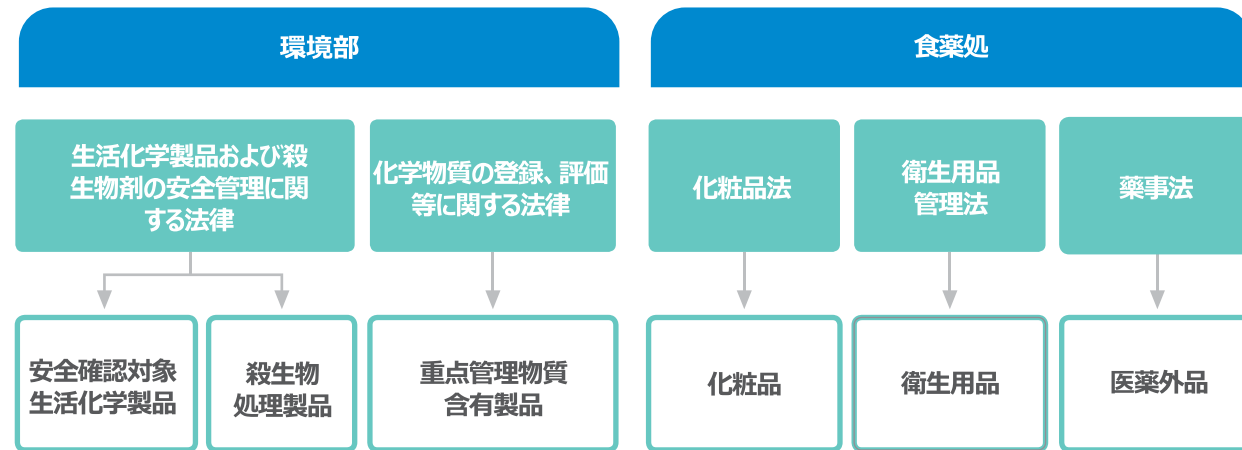 環境部
食薬処
生活化学製品および殺
生物剤の安全管理に関
する法律
化学物質の登録、評価
等に関する法律
化粧品法
衛生用品
管理法
薬事法
安全確認対象
生活化学製品
殺生物
処理製品
重点管理物質
含有製品
化粧品
衛生用品
医薬外品